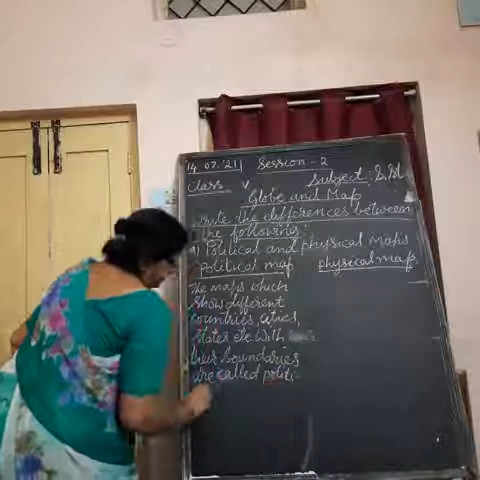 14.07.'21 Session - 2
Class V Subject: S.St
Globe and Map
Write the differences between
the following:
a) Political and physical Maps
political map physical map
The maps which
show different
countries, cities,
states etc. with
their boundaries
are called politi